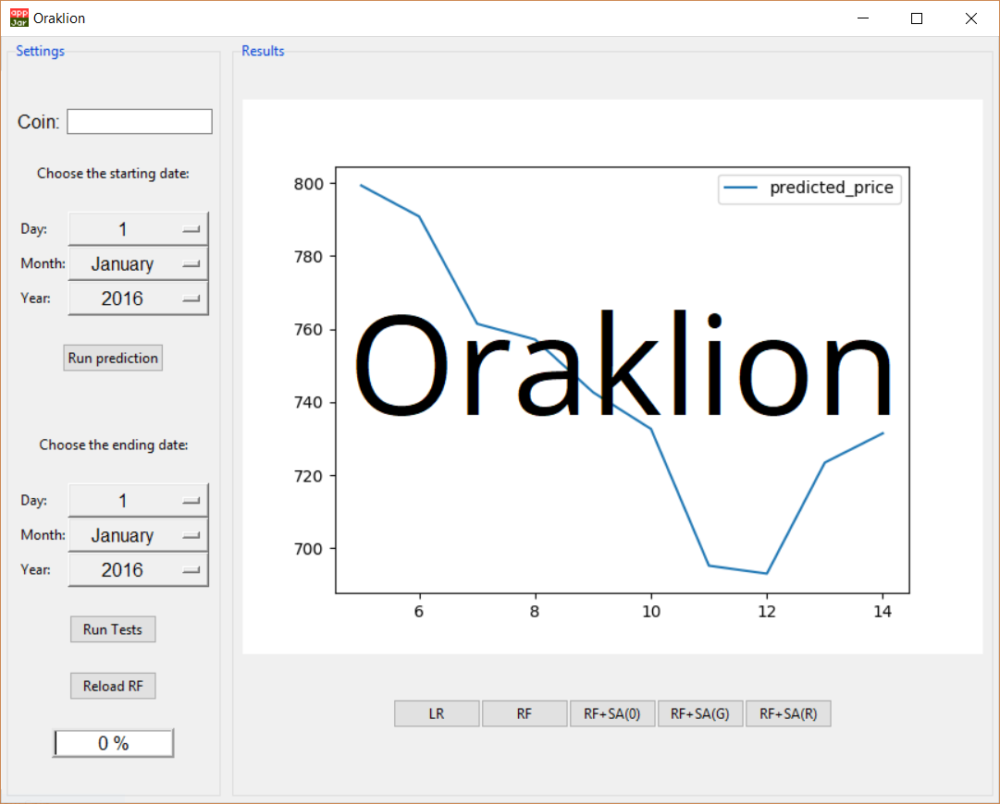 app
Jar
Oraklion
Settings
Coin:
Choose the starting date:
Day: 1
Month: January
Year: 2016
Run prediction
Choose the ending date:
Day: 1
Month: January
Year: 2016
Run Tests
Reload RF
0 %
Results
predicted_price
800
780
760
740
720
700
Oraklion
6 8 10 12 14
LR RF RF+SA(0) RF+SA(G) RF+SA(R)